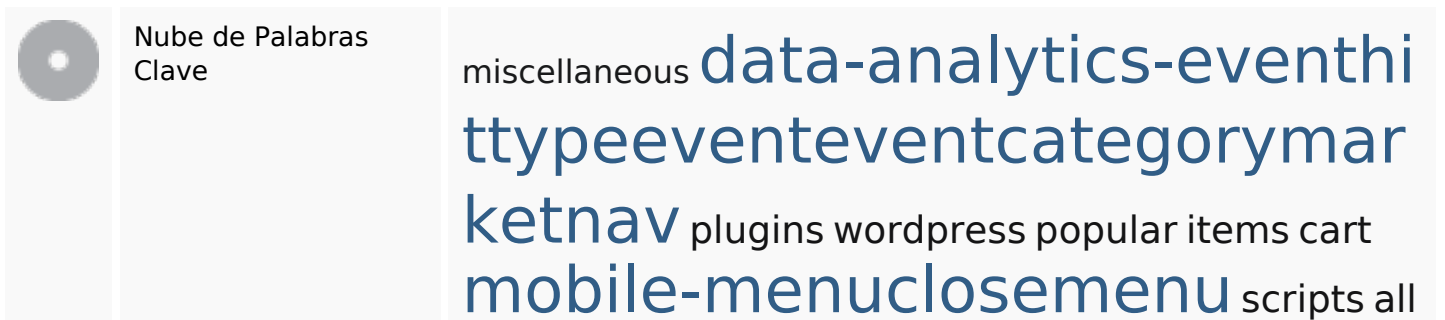 Nube de Palabras
Clave
miscellaneous data-analytics-eventhi
ttypeeventeventcategorymar
ketnav plugins wordpress popular items cart
mobile-menuclosemenu scripts all